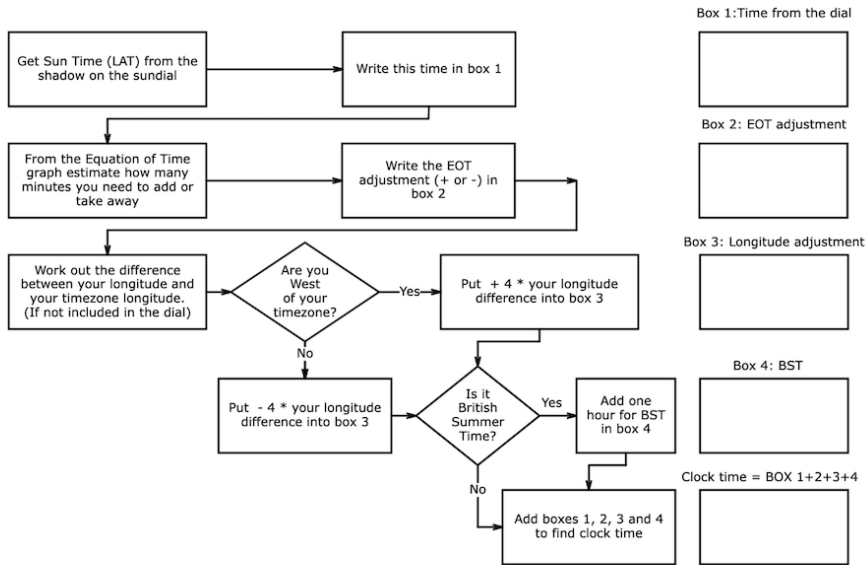 Box 1:Time from the dial
Get Sun Time (LAT) from the
shadow on the sundial
Write this time in box 1
Box 2: EOT adjustment
From the Equation of Time
graph estimate how many
minutes you need to add or
take away
Write the EOT
adjustment (+ or -) in
box 2
Box 3: Longitude adjustment
Work out the difference
between your longitude and
your timezone longitude.
(If not included in the dial)
Are you
West
of your
timezone?
Yes
Put + 4 * your longitude
difference into box 3
No
Box 4: BST
Put - 4 * your longitude
difference into box 3
Is it
British
Summer
Time?
Yes
Add one
hour for BST
in box 4
No
Clock time = BOX 1+2+3+4
Add boxes 1, 2, 3 and 4
to find clock time